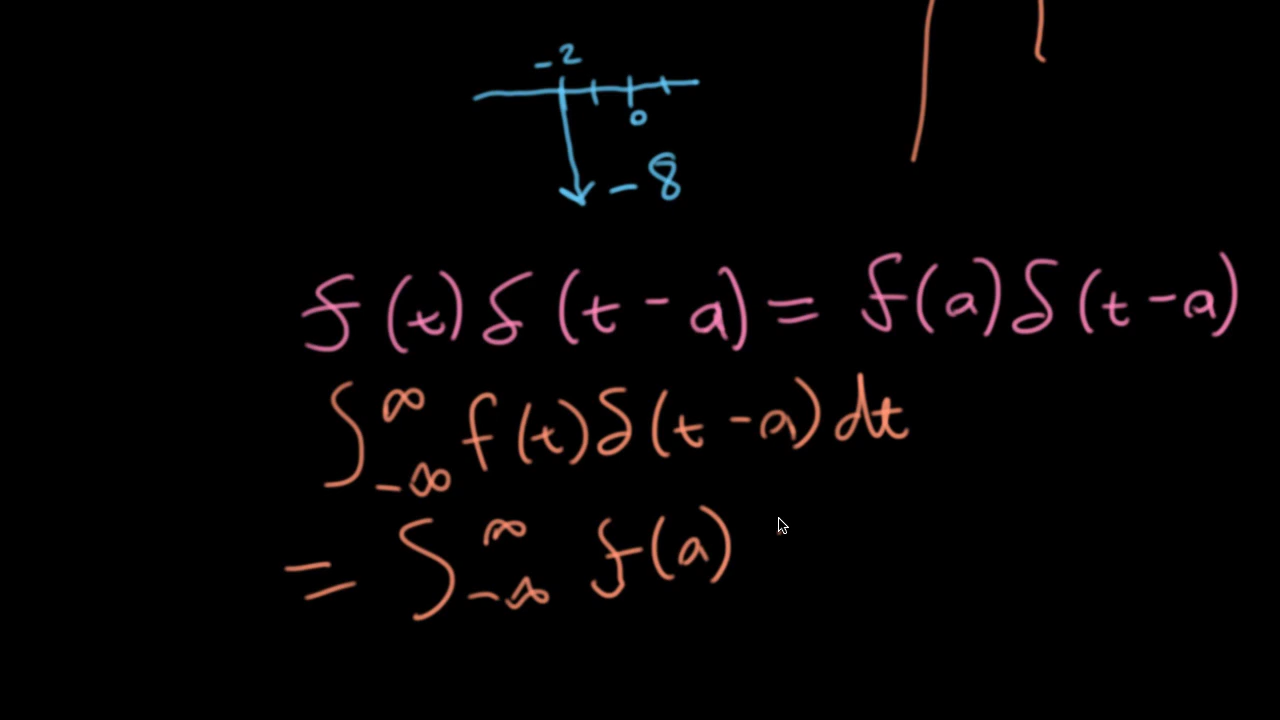 -2
0
-8
f(t)δ(t-a)=f(a)δ(t-a)
∫_{-∞}^{∞} f(t)δ(t-a)dt
= ∫_{-∞}^{∞} f(a)